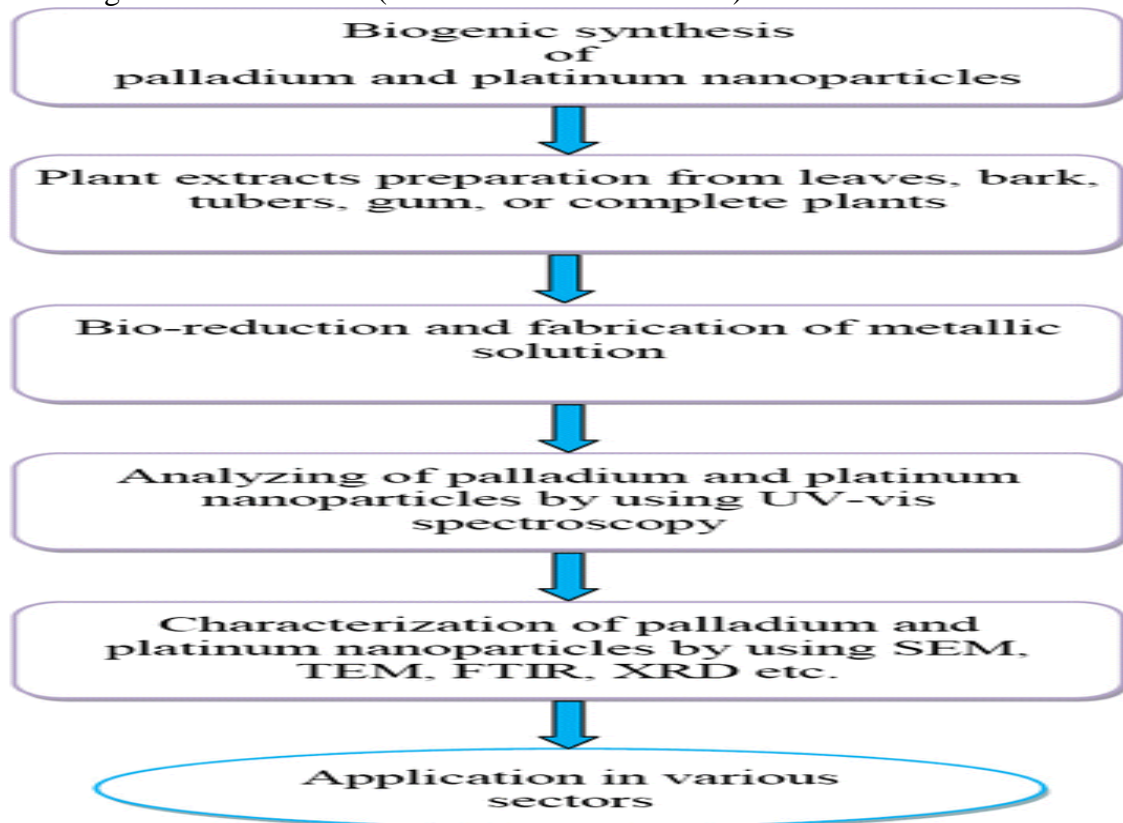 Biogenic synthesis
of
palladium and platinum nanoparticles
Plant extracts preparation from leaves, bark,
tubers, gum, or complete plants
Bio-reduction and fabrication of metallic
solution
Analyzing of palladium and platinum
nanoparticles by using UV-vis
spectroscopy
Characterization of palladium and
platinum nanoparticles by using SEM,
TEM, FTIR, XRD etc.
Application in various
sectors